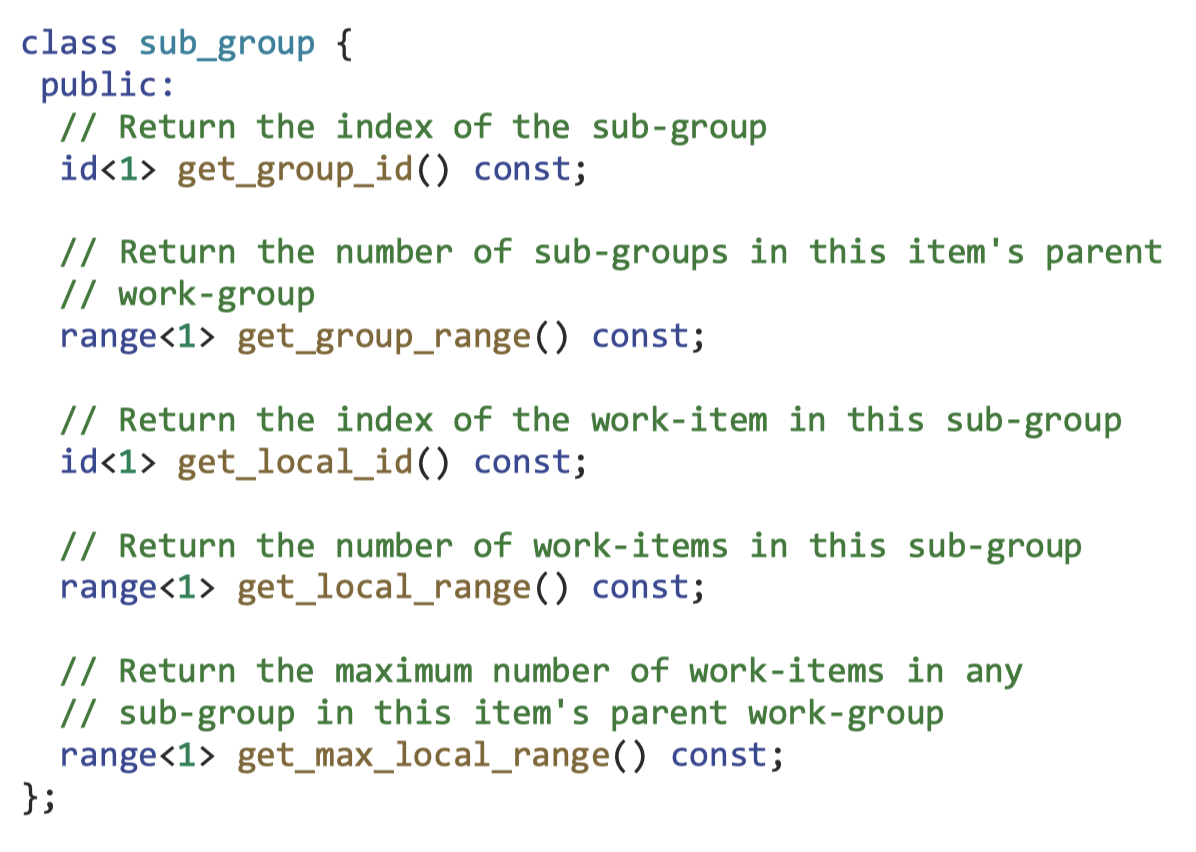 class sub_group {
 public:
  // Return the index of the sub-group
  id<1> get_group_id() const;

  // Return the number of sub-groups in this item's parent
  // work-group
  range<1> get_group_range() const;

  // Return the index of the work-item in this sub-group
  id<1> get_local_id() const;

  // Return the number of work-items in this sub-group
  range<1> get_local_range() const;

  // Return the maximum number of work-items in any
  // sub-group in this item's parent work-group
  range<1> get_max_local_range() const;
};